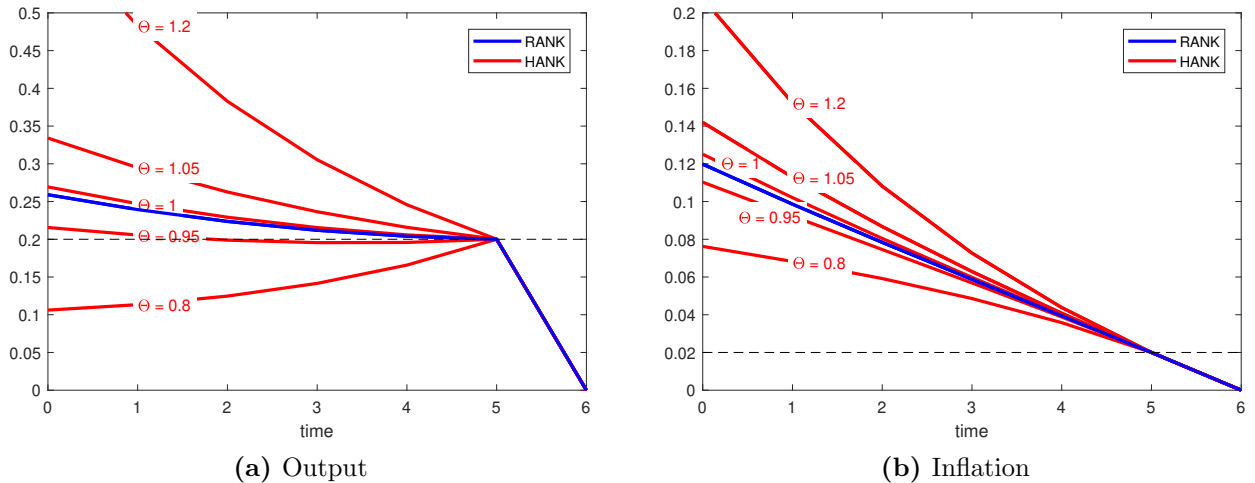 0.5
0.45
0.4
0.35
0.3
0.25
0.2
0.15
0.1
0.05
0
0 1 2 3 4 5 6
time
RANK
HANK
Θ = 1.2
Θ = 1.05
Θ = 1
Θ = 0.95
Θ = 0.8
(a) Output
0.2
0.18
0.16
0.14
0.12
0.1
0.08
0.06
0.04
0.02
0
0 1 2 3 4 5 6
time
RANK
HANK
Θ = 1.2
Θ = 1.05
Θ = 1
Θ = 0.95
Θ = 0.8
(b) Inflation